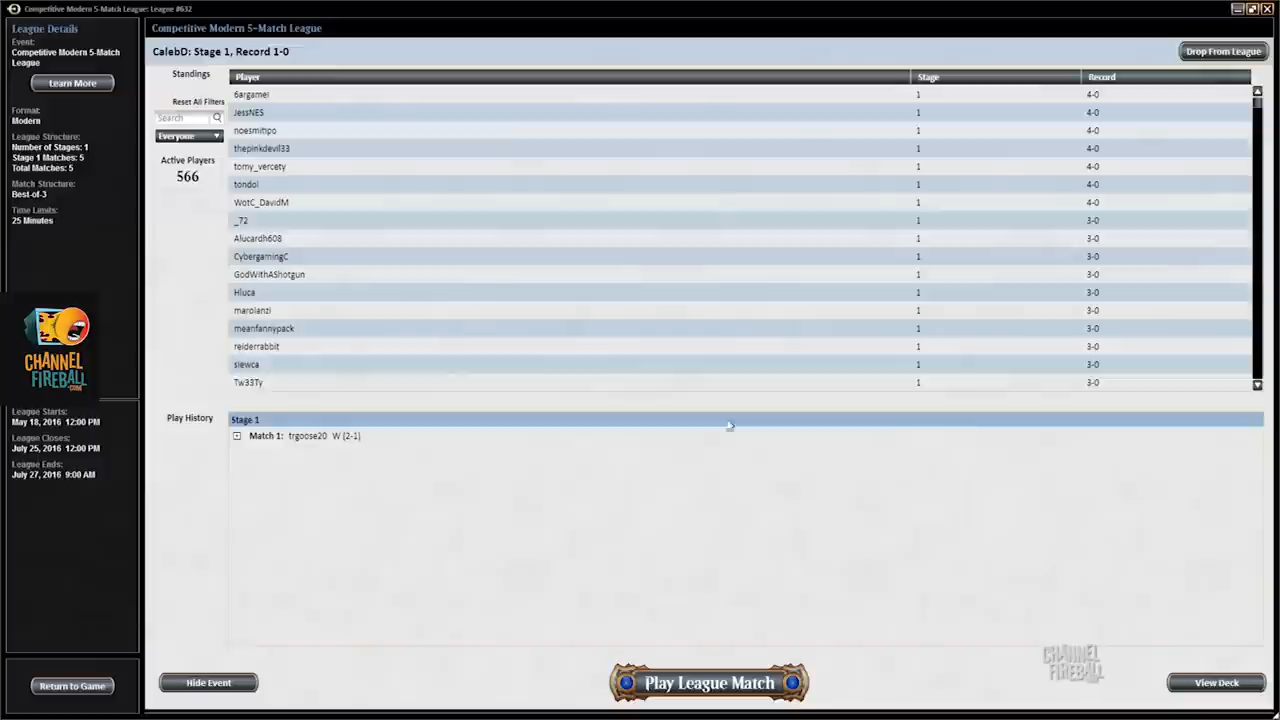 Competitive Modern 5-Match League: League #632
League Details
Event:
Competitive Modern 5-Match
League
Learn More
Format:
Modern
League Structure:
Number of Stages: 1
Stage 1 Matches: 5
Total Matches: 5
Match Structure:
Best-of-3
Time Limits:
25 Minutes
CHANNEL
FIREBALL
.COM
League Starts:
May 18, 2016 12:00 PM
League Closes:
July 25, 2016 12:00 PM
League Ends:
July 27, 2016 9:00 AM
Return to Game
Competitive Modern 5-Match League
CalebD: Stage 1, Record 1-0
Drop From League
Standings
Reset All Filters
Search
Everyone
Active Players
566
Player Stage Record
6argamel 1 4-0
JessNES 1 4-0
noesmitipo 1 4-0
thepinkdevil33 1 4-0
tomy_vercety 1 4-0
tondol 1 4-0
WotC_DavidM 1 4-0
_72 1 3-0
Alucardh608 1 3-0
CybergamingC 1 3-0
GodWithAShotgun 1 3-0
Hluca 1 3-0
marolanzi 1 3-0
meanfannypack 1 3-0
reiderrabbit 1 3-0
slewca 1 3-0
Tw33Ty 1 3-0
Play History
Stage 1
Match 1: trgoose20 W (2-1)
Hide Event
Play League Match
CHANNEL
FIREBALL
View Deck